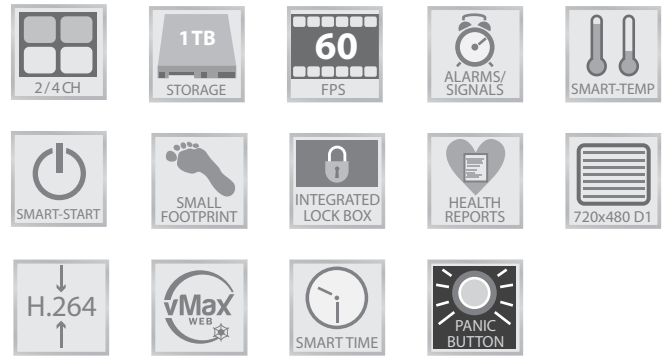 2/4 CH
1TB
STORAGE
60
FPS
ALARMS/
SIGNALS
SMART-TEMP
SMART-START
SMALL
FOOTPRINT
INTEGRATED
LOCK BOX
HEALTH
REPORTS
720x480 D1
H.264
vMax
WEB
SMART TIME
PANIC
BUTTON